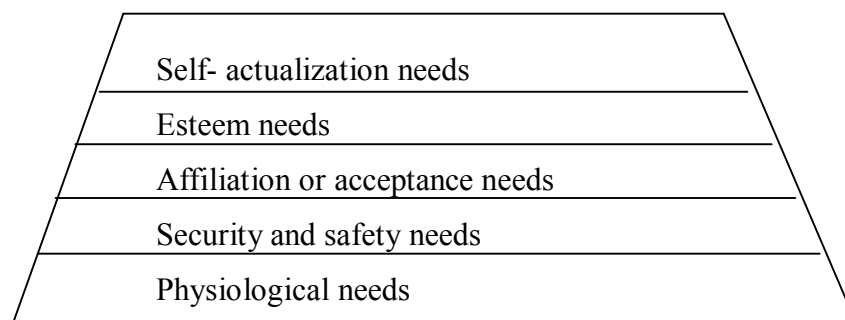 Self- actualization needs
Esteem needs
Affiliation or acceptance needs
Security and safety needs
Physiological needs